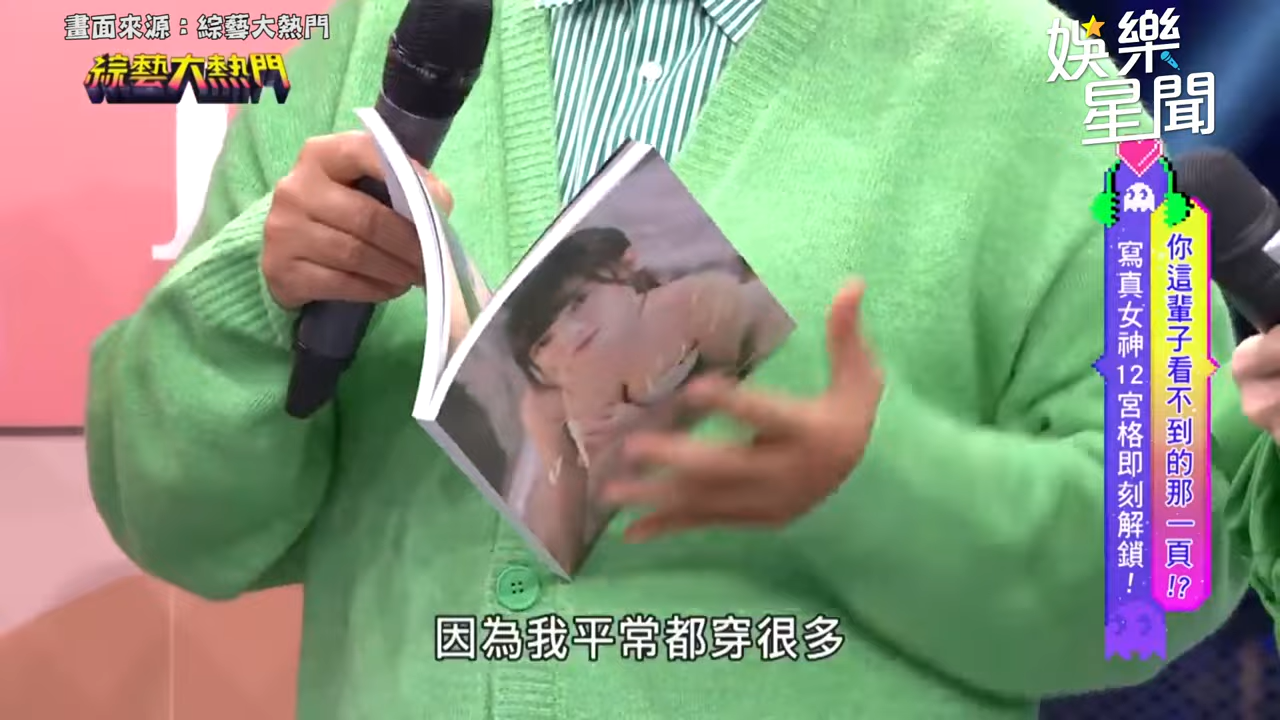 畫面來源：綜藝大熱門
綜藝大熱門
娛樂
星聞
你這輩子看不到的那一頁!?
寫真女神12宮格即刻解鎖！
因為我平常都穿很多